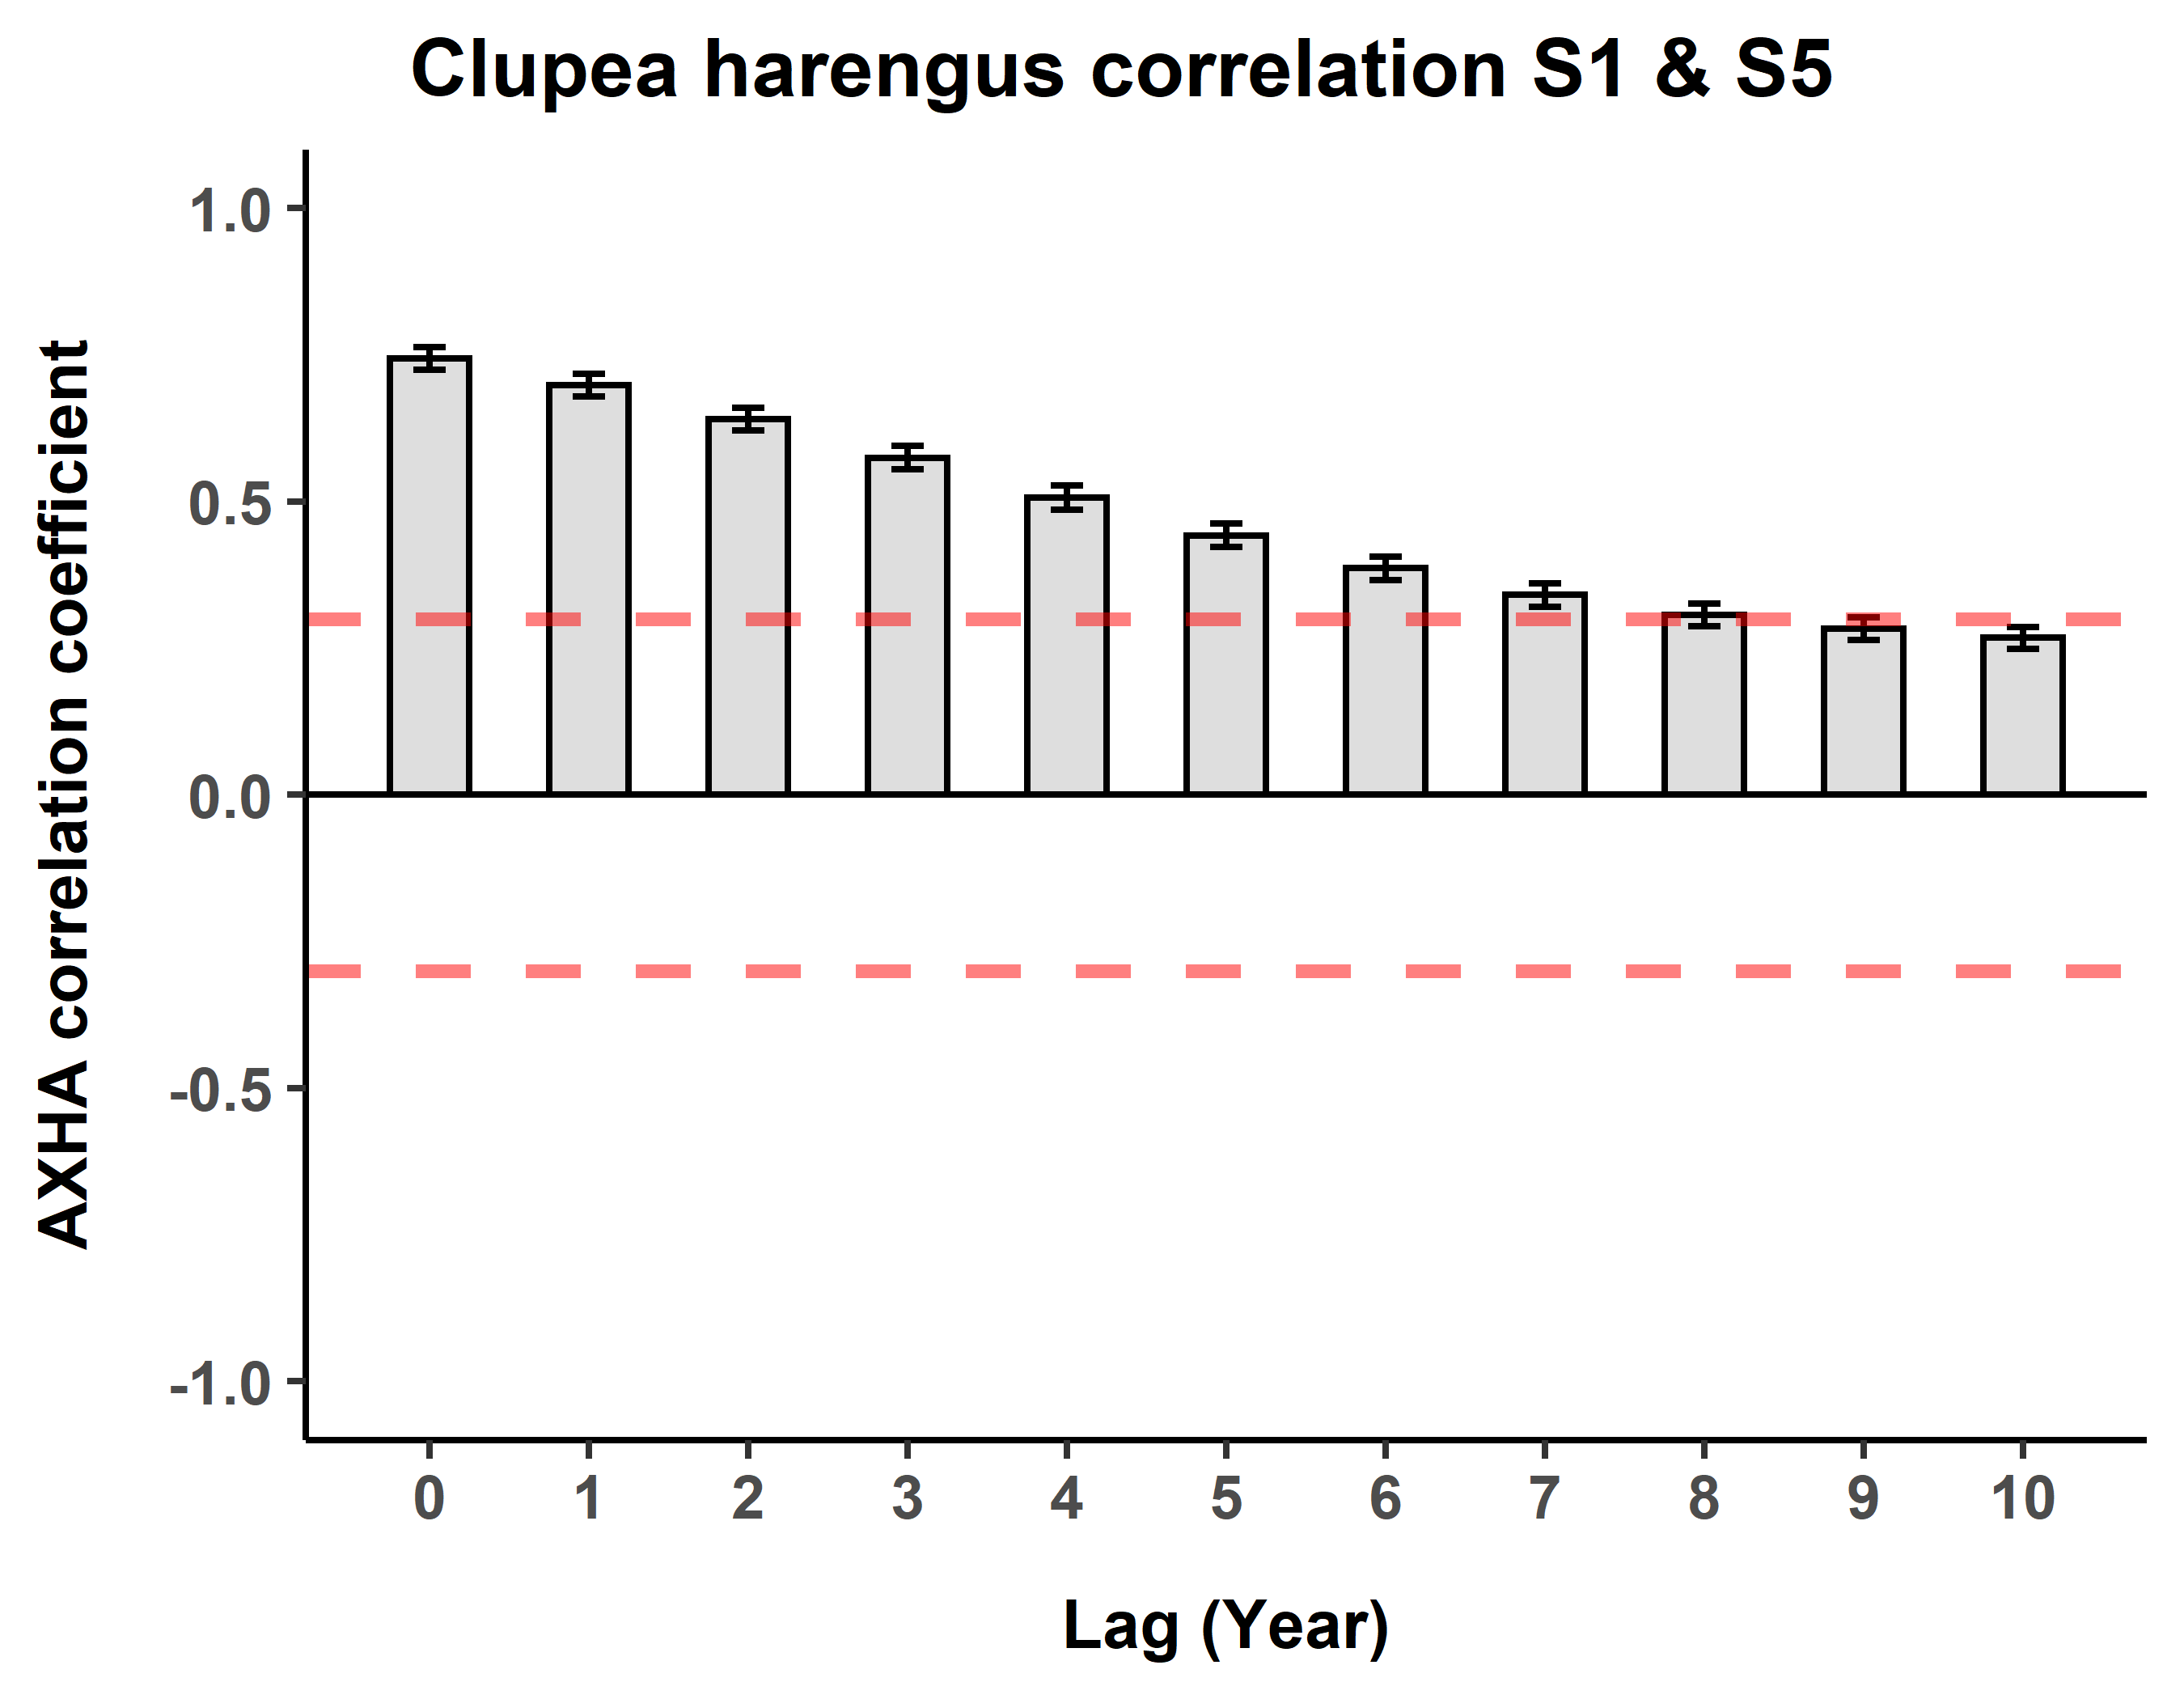 Clupea harengus correlation S1 & S5
AXHA correlation coefficient
1.0
0.5
0.0
-0.5
-1.0
0 1 2 3 4 5 6 7 8 9 10
Lag (Year)